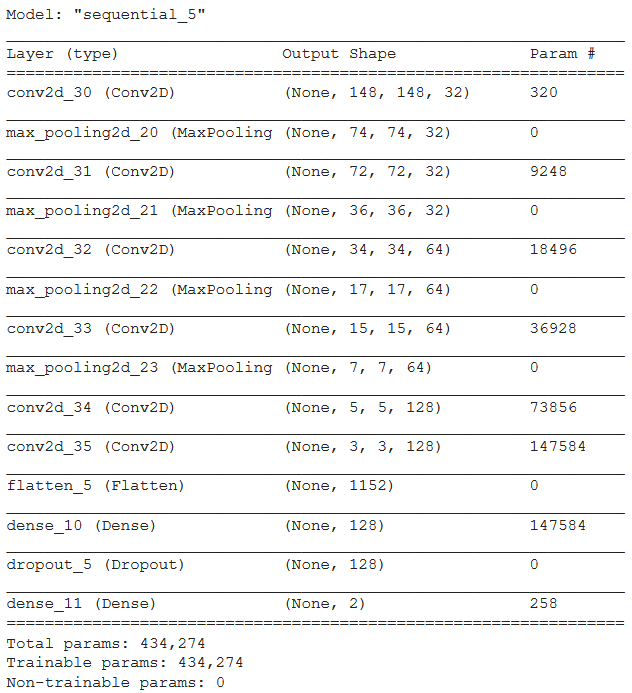 Model: "sequential_5"
Layer (type) Output Shape Param #
conv2d_30 (Conv2D) (None, 148, 148, 32) 320
max_pooling2d_20 (MaxPooling (None, 74, 74, 32) 0
conv2d_31 (Conv2D) (None, 72, 72, 32) 9248
max_pooling2d_21 (MaxPooling (None, 36, 36, 32) 0
conv2d_32 (Conv2D) (None, 34, 34, 64) 18496
max_pooling2d_22 (MaxPooling (None, 17, 17, 64) 0
conv2d_33 (Conv2D) (None, 15, 15, 64) 36928
max_pooling2d_23 (MaxPooling (None, 7, 7, 64) 0
conv2d_34 (Conv2D) (None, 5, 5, 128) 73856
conv2d_35 (Conv2D) (None, 3, 3, 128) 147584
flatten_5 (Flatten) (None, 1152) 0
dense_10 (Dense) (None, 128) 147584
dropout_5 (Dropout) (None, 128) 0
dense_11 (Dense) (None, 2) 258
Total params: 434,274
Trainable params: 434,274
Non-trainable params: 0